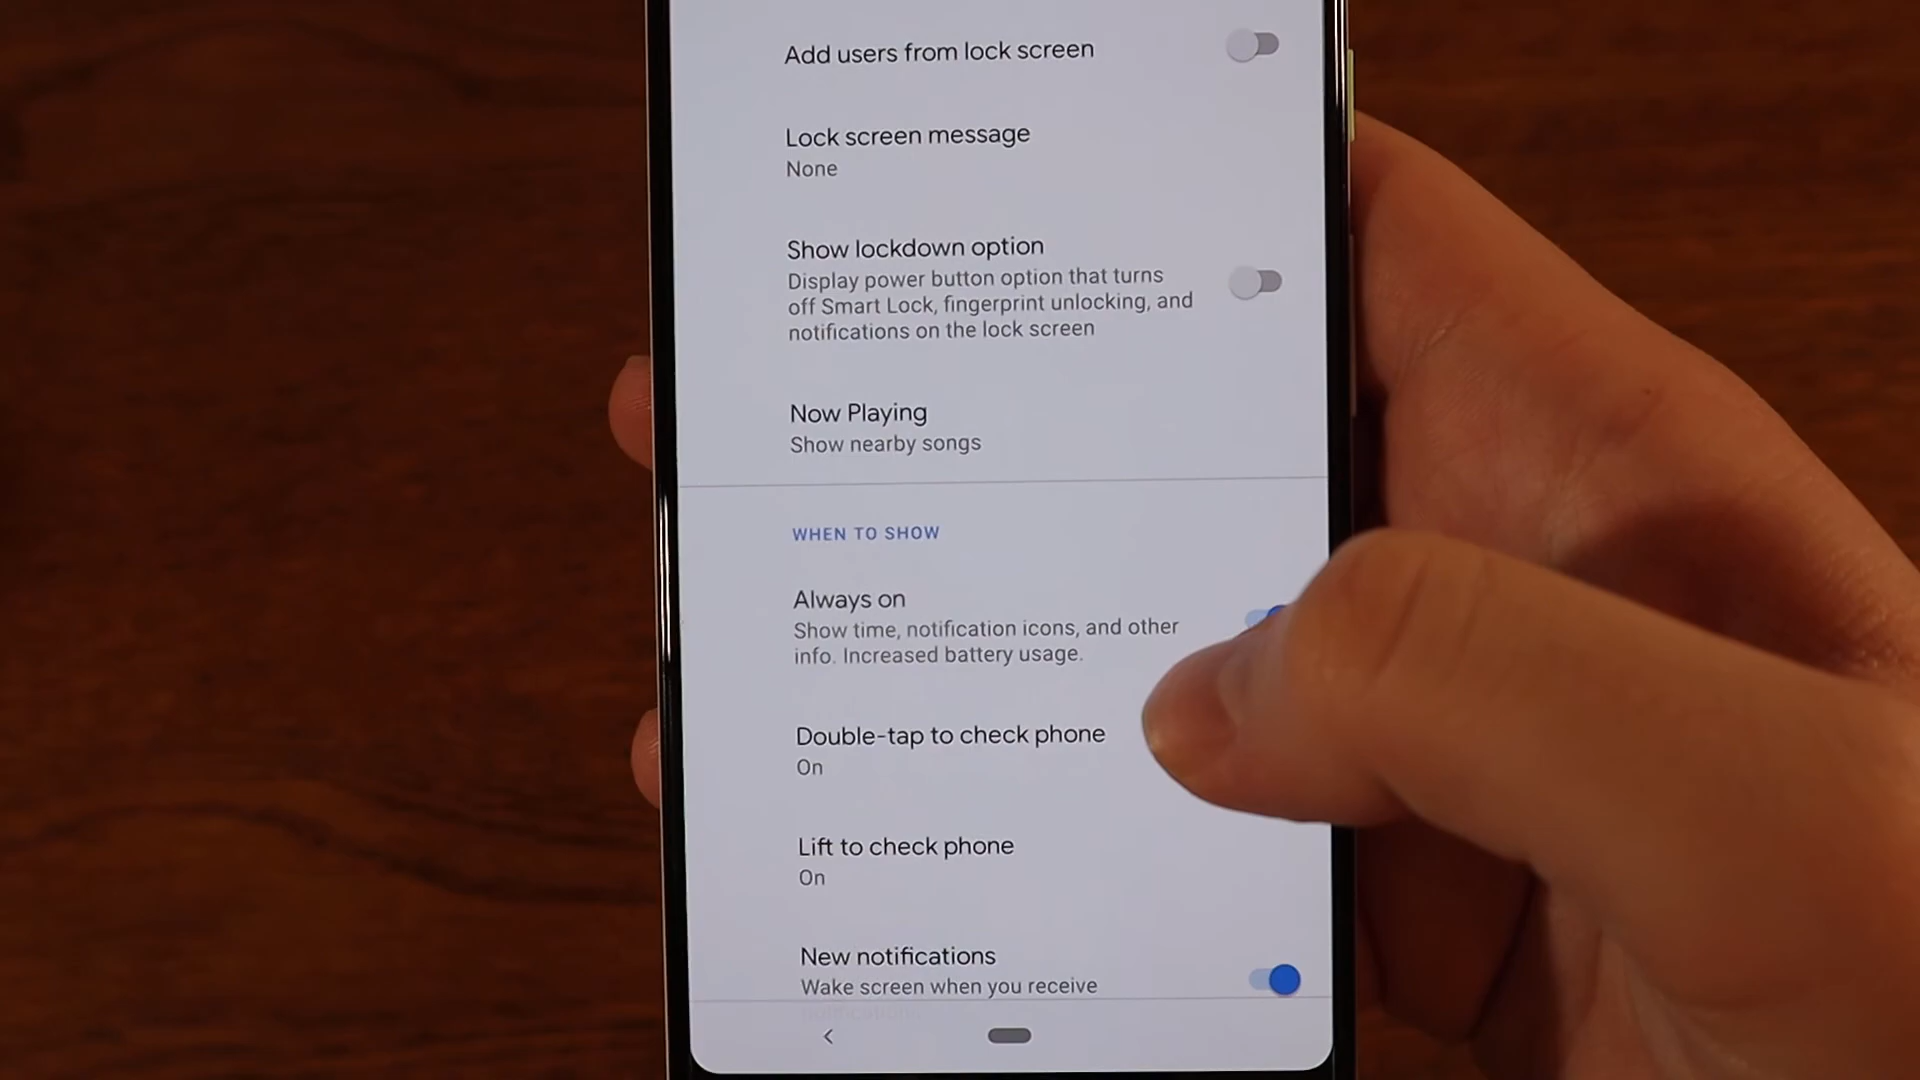 Add users from lock screen
Lock screen message
None
Show lockdown option
Display power button option that turns
off Smart Lock, fingerprint unlocking, and
notifications on the lock screen
Now Playing
Show nearby songs
WHEN TO SHOW
Always on
Show time, notification icons, and other
info. Increased battery usage.
Double-tap to check phone
On
Lift to check phone
On
New notifications
Wake screen when you receive